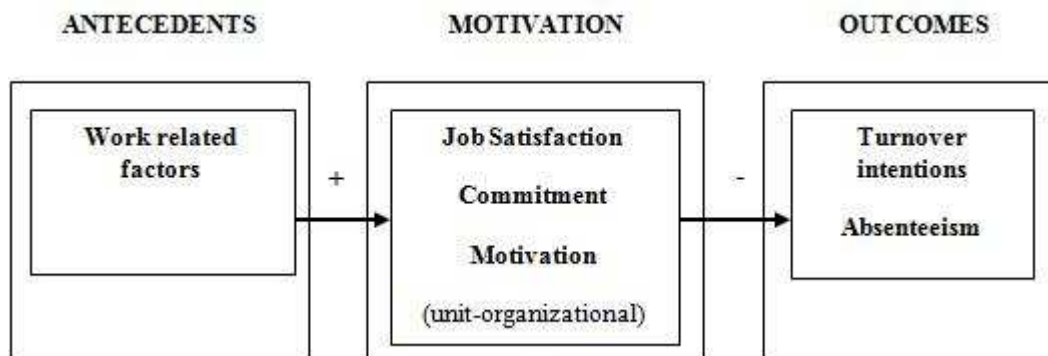 ANTECEDENTS
MOTIVATION
OUTCOMES
Work related
factors
+
Job Satisfaction
Commitment
Motivation
(unit-organizational)
-
Turnover
intentions
Absenteeism